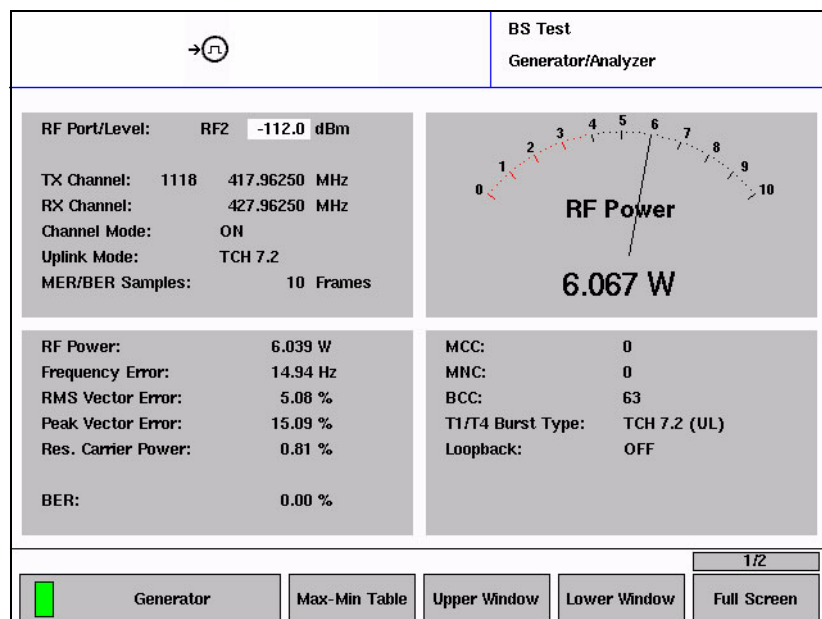 BS Test
Generator/Analyzer
RF Port/Level: RF2 -112.0 dBm
TX Channel: 1118 417.96250 MHz
RX Channel: 427.96250 MHz
Channel Mode: ON
Uplink Mode: TCH 7.2
MER/BER Samples: 10 Frames
0 1 2 3 4 5 6 7 8 9 10
RF Power
6.067 W
RF Power: 6.039 W
Frequency Error: 14.94 Hz
RMS Vector Error: 5.08 %
Peak Vector Error: 15.09 %
Res. Carrier Power: 0.81 %
BER: 0.00 %
MCC: 0
MNC: 0
BCC: 63
T1/T4 Burst Type: TCH 7.2 (UL)
Loopback: OFF
1/2
Generator
Max-Min Table
Upper Window
Lower Window
Full Screen